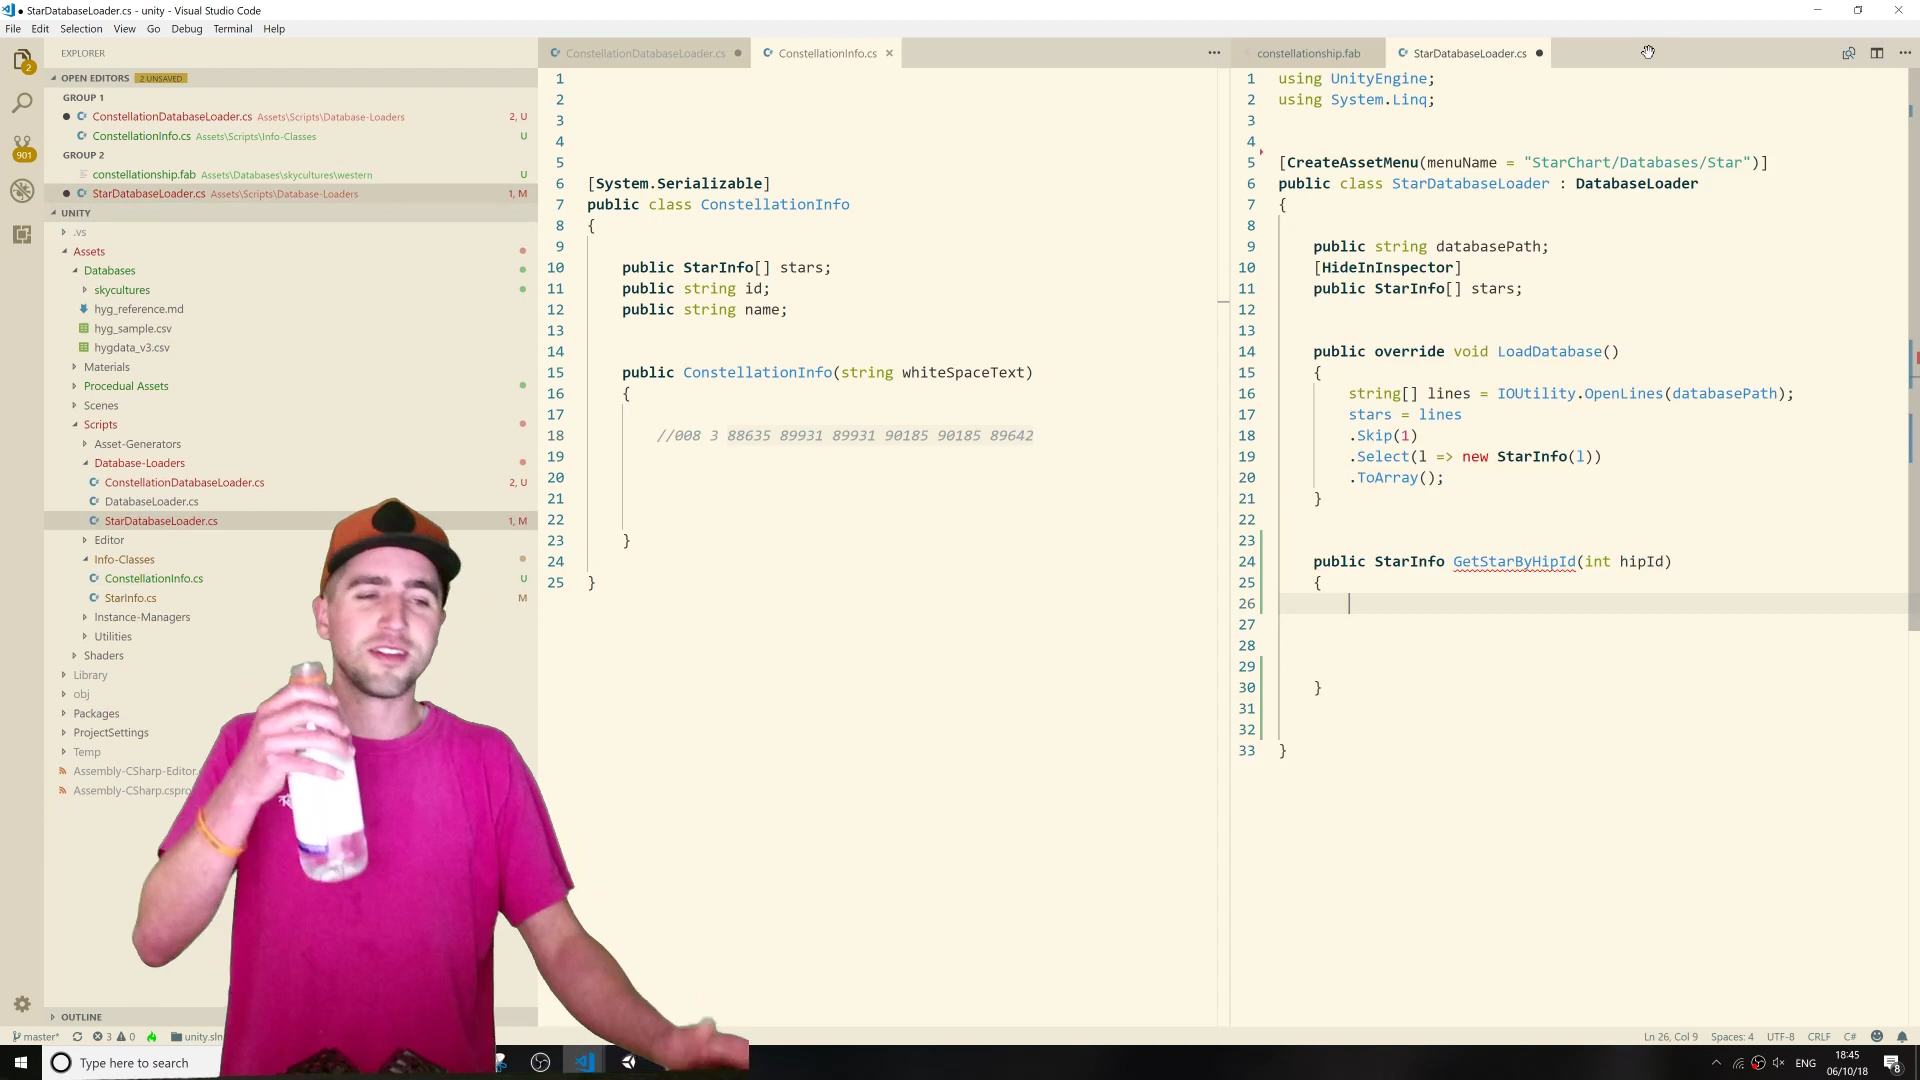 ● StarDatabaseLoader.cs - unity - Visual Studio Code
File Edit Selection View Go Debug Terminal Help
EXPLORER
OPEN EDITORS 2 UNSAVED
GROUP 1
ConstellationDatabaseLoader.cs Assets\Scripts\Database-Loaders 2, U
ConstellationInfo.cs Assets\Scripts\Info-Classes U
GROUP 2
constellationship.fab Assets\Databases\skycultures\western U
StarDatabaseLoader.cs Assets\Scripts\Database-Loaders 1, M
UNITY
.vs
Assets
Databases
skycultures
hyg_reference.md
hyg_sample.csv
hygdata_v3.csv
Materials
Procedual Assets
Scenes
Scripts
Asset-Generators
Database-Loaders
ConstellationDatabaseLoader.cs 2, U
DatabaseLoader.cs
StarDatabaseLoader.cs 1, M
Editor
Info-Classes
ConstellationInfo.cs U
StarInfo.cs M
Instance-Managers
Utilities
Shaders
Library
obj
Packages
ProjectSettings
Temp
Assembly-CSharp-Editor.
Assembly-CSharp.cspro
OUTLINE
2
901
ConstellationDatabaseLoader.cs ConstellationInfo.cs
1
2
3
4
5
6 [System.Serializable]
7 public class ConstellationInfo
8 {
9
10 public StarInfo[] stars;
11 public string id;
12 public string name;
13
14
15 public ConstellationInfo(string whiteSpaceText)
16 {
17
18 //008 3 88635 89931 89931 90185 90185 89642
19
20
21
22
23 }
24
25 }
constellationship.fab StarDatabaseLoader.cs
1 using UnityEngine;
2 using System.Linq;
3
4
5 [CreateAssetMenu(menuName = "StarChart/Databases/Star")]
6 public class StarDatabaseLoader : DatabaseLoader
7 {
8
9 public string databasePath;
10 [HideInInspector]
11 public StarInfo[] stars;
12
13
14 public override void LoadDatabase()
15 {
16 string[] lines = IOUtility.OpenLines(databasePath);
17 stars = lines
18 .Skip(1)
19 .Select(l => new StarInfo(l))
20 .ToArray();
21 }
22
23
24 public StarInfo GetStarByHipId(int hipId)
25 {
26
27
28
29
30 }
31
32
33 }
master* 3 0 unity.sln
Ln 26, Col 9 Spaces: 4 UTF-8 CRLF C#
Type here to search
ENG
18:45
06/10/18
8